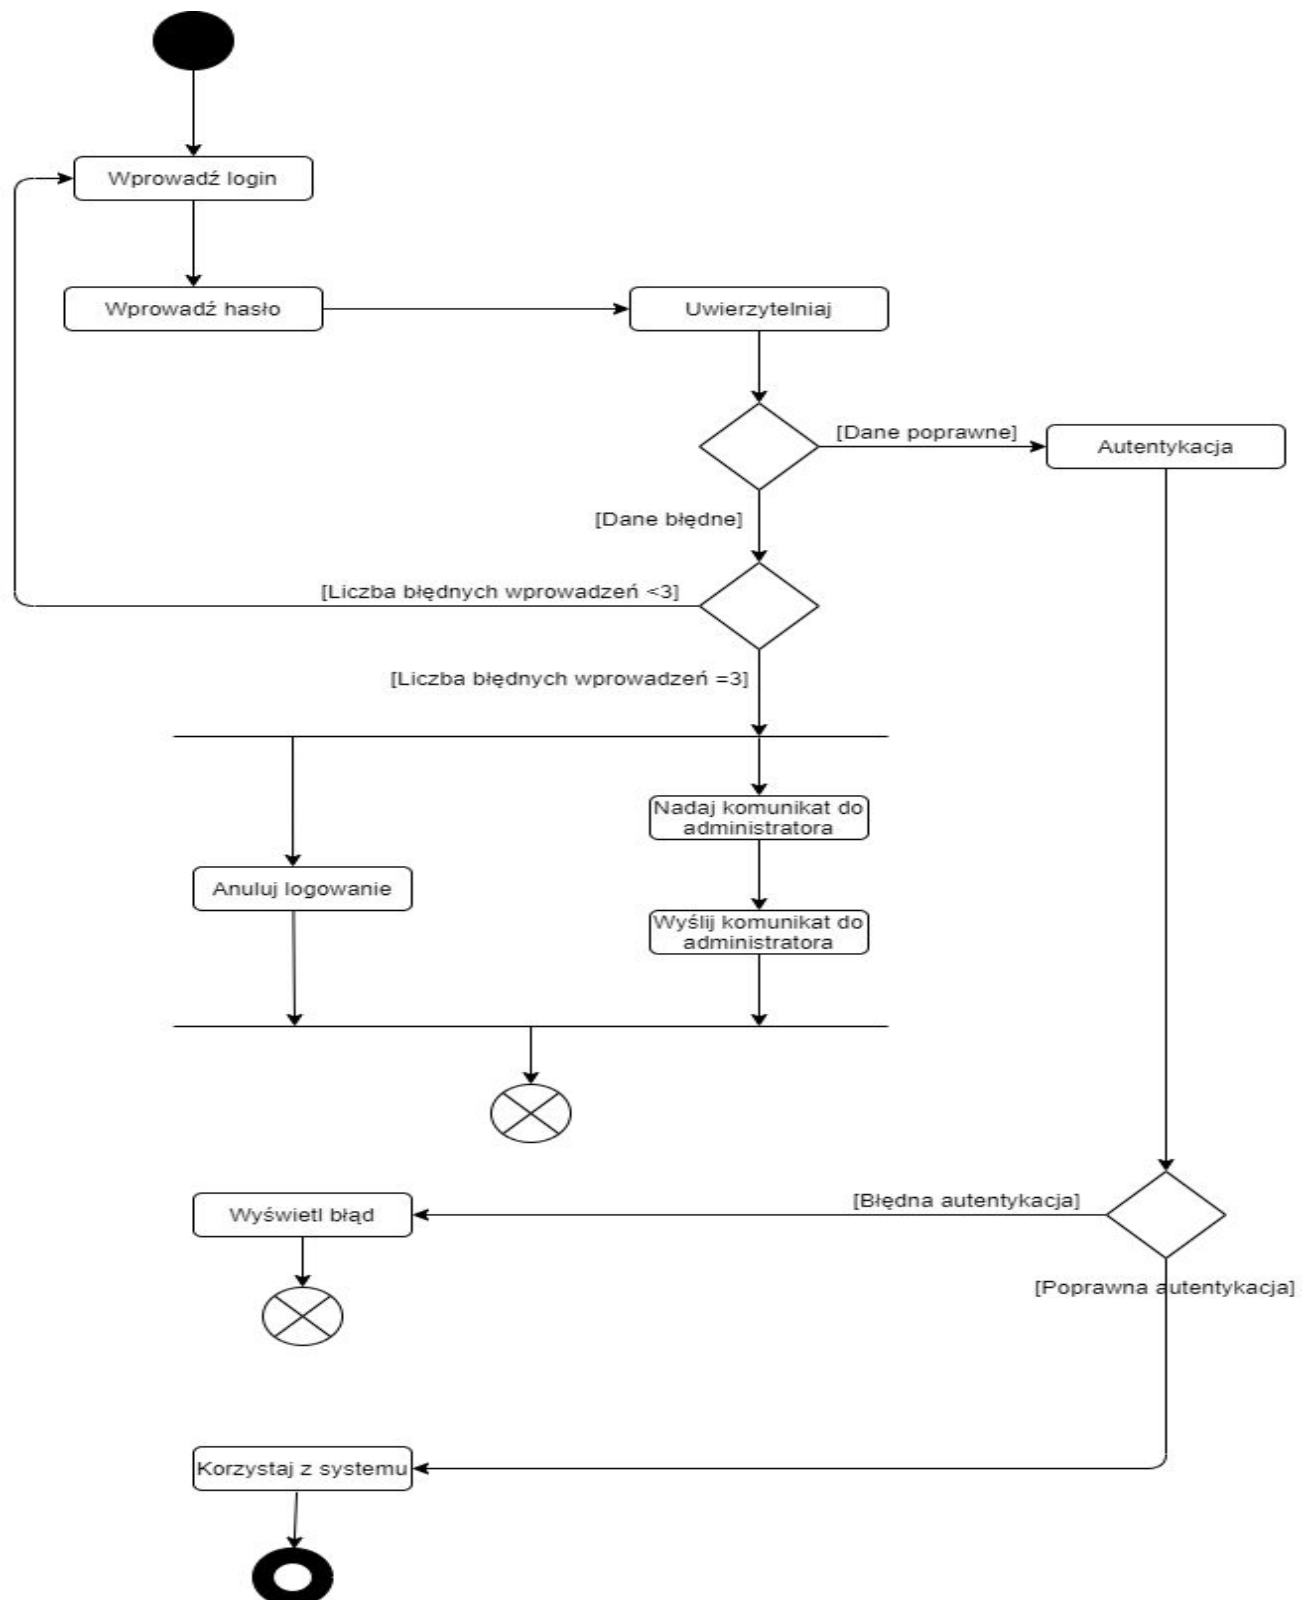 Wprowadź login
Wprowadź hasło
Uwierzytelniaj
[Dane poprawne]
Autentykacja
[Dane błędne]
[Liczba błędnych wprowadzeń <3]
[Liczba błędnych wprowadzeń =3]
Nadaj komunikat do
administratora
Anuluj logowanie
Wyślij komunikat do
administratora
[Błędna autentykacja]
Wyświetl błąd
[Poprawna autentykacja]
Korzystaj z systemu